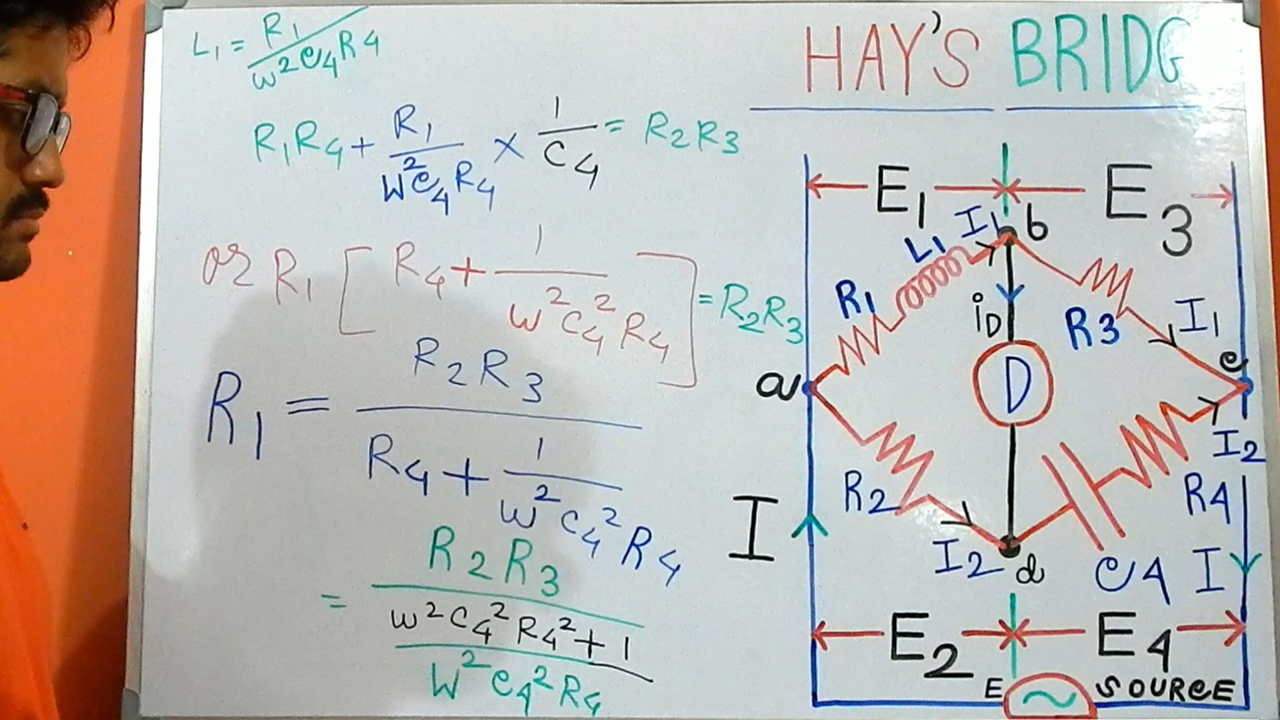 HAY'S BRIDG
L₁ = R₁ / ω²C₄R₄
R₁R₄ + R₁ / ω²C₄R₄ × 1 / C₄ = R₂R₃
or R₁ [ R₄ + 1 / ω²C₄²R₄ ] = R₂R₃
R₁ = R₂R₃ / R₄ + 1 / ω²C₄²R₄
= R₂R₃ / ω²C₄²R₄² + 1 / ω²C₄²R₄
E₁
E₃
I₁
b
L₁
R₁
iD
R₃
I₁
a
D
c
I₂
R₂
R₄
I
I₂
d
C₄
I
E₂
E₄
E
SOURCE